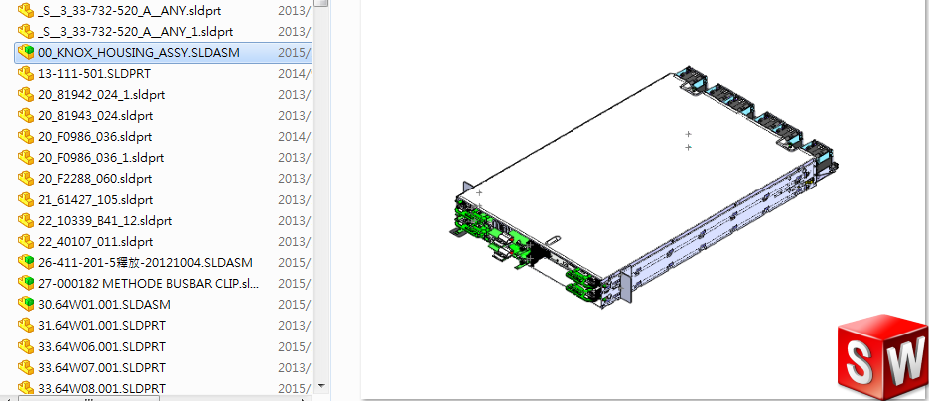 _S__3_33-732-520_A__ANY.sldprt 2013/
_S__3_33-732-520_A__ANY_1.sldprt 2013/
00_KNOX_HOUSING_ASSY.SLDASM 2015/
13-111-501.SLDPRT 2014/
20_81942_024_1.sldprt 2013/
20_81943_024.sldprt 2013/
20_F0986_036.sldprt 2014/
20_F0986_036_1.sldprt 2013/
20_F2288_060.sldprt 2013/
21_61427_105.sldprt 2013/
22_10339_B41_12.sldprt 2013/
22_40107_011.sldprt 2013/
26-411-201-5釋放-20121004.SLDASM 2015/
27-000182 METHODE BUSBAR CLIP.sl... 2015/
30.64W01.001.SLDASM 2015/
31.64W01.001.SLDPRT 2013/
33.64W06.001.SLDPRT 2015/
33.64W07.001.SLDPRT 2013/
33.64W08.001.SLDPRT 2015/
SW